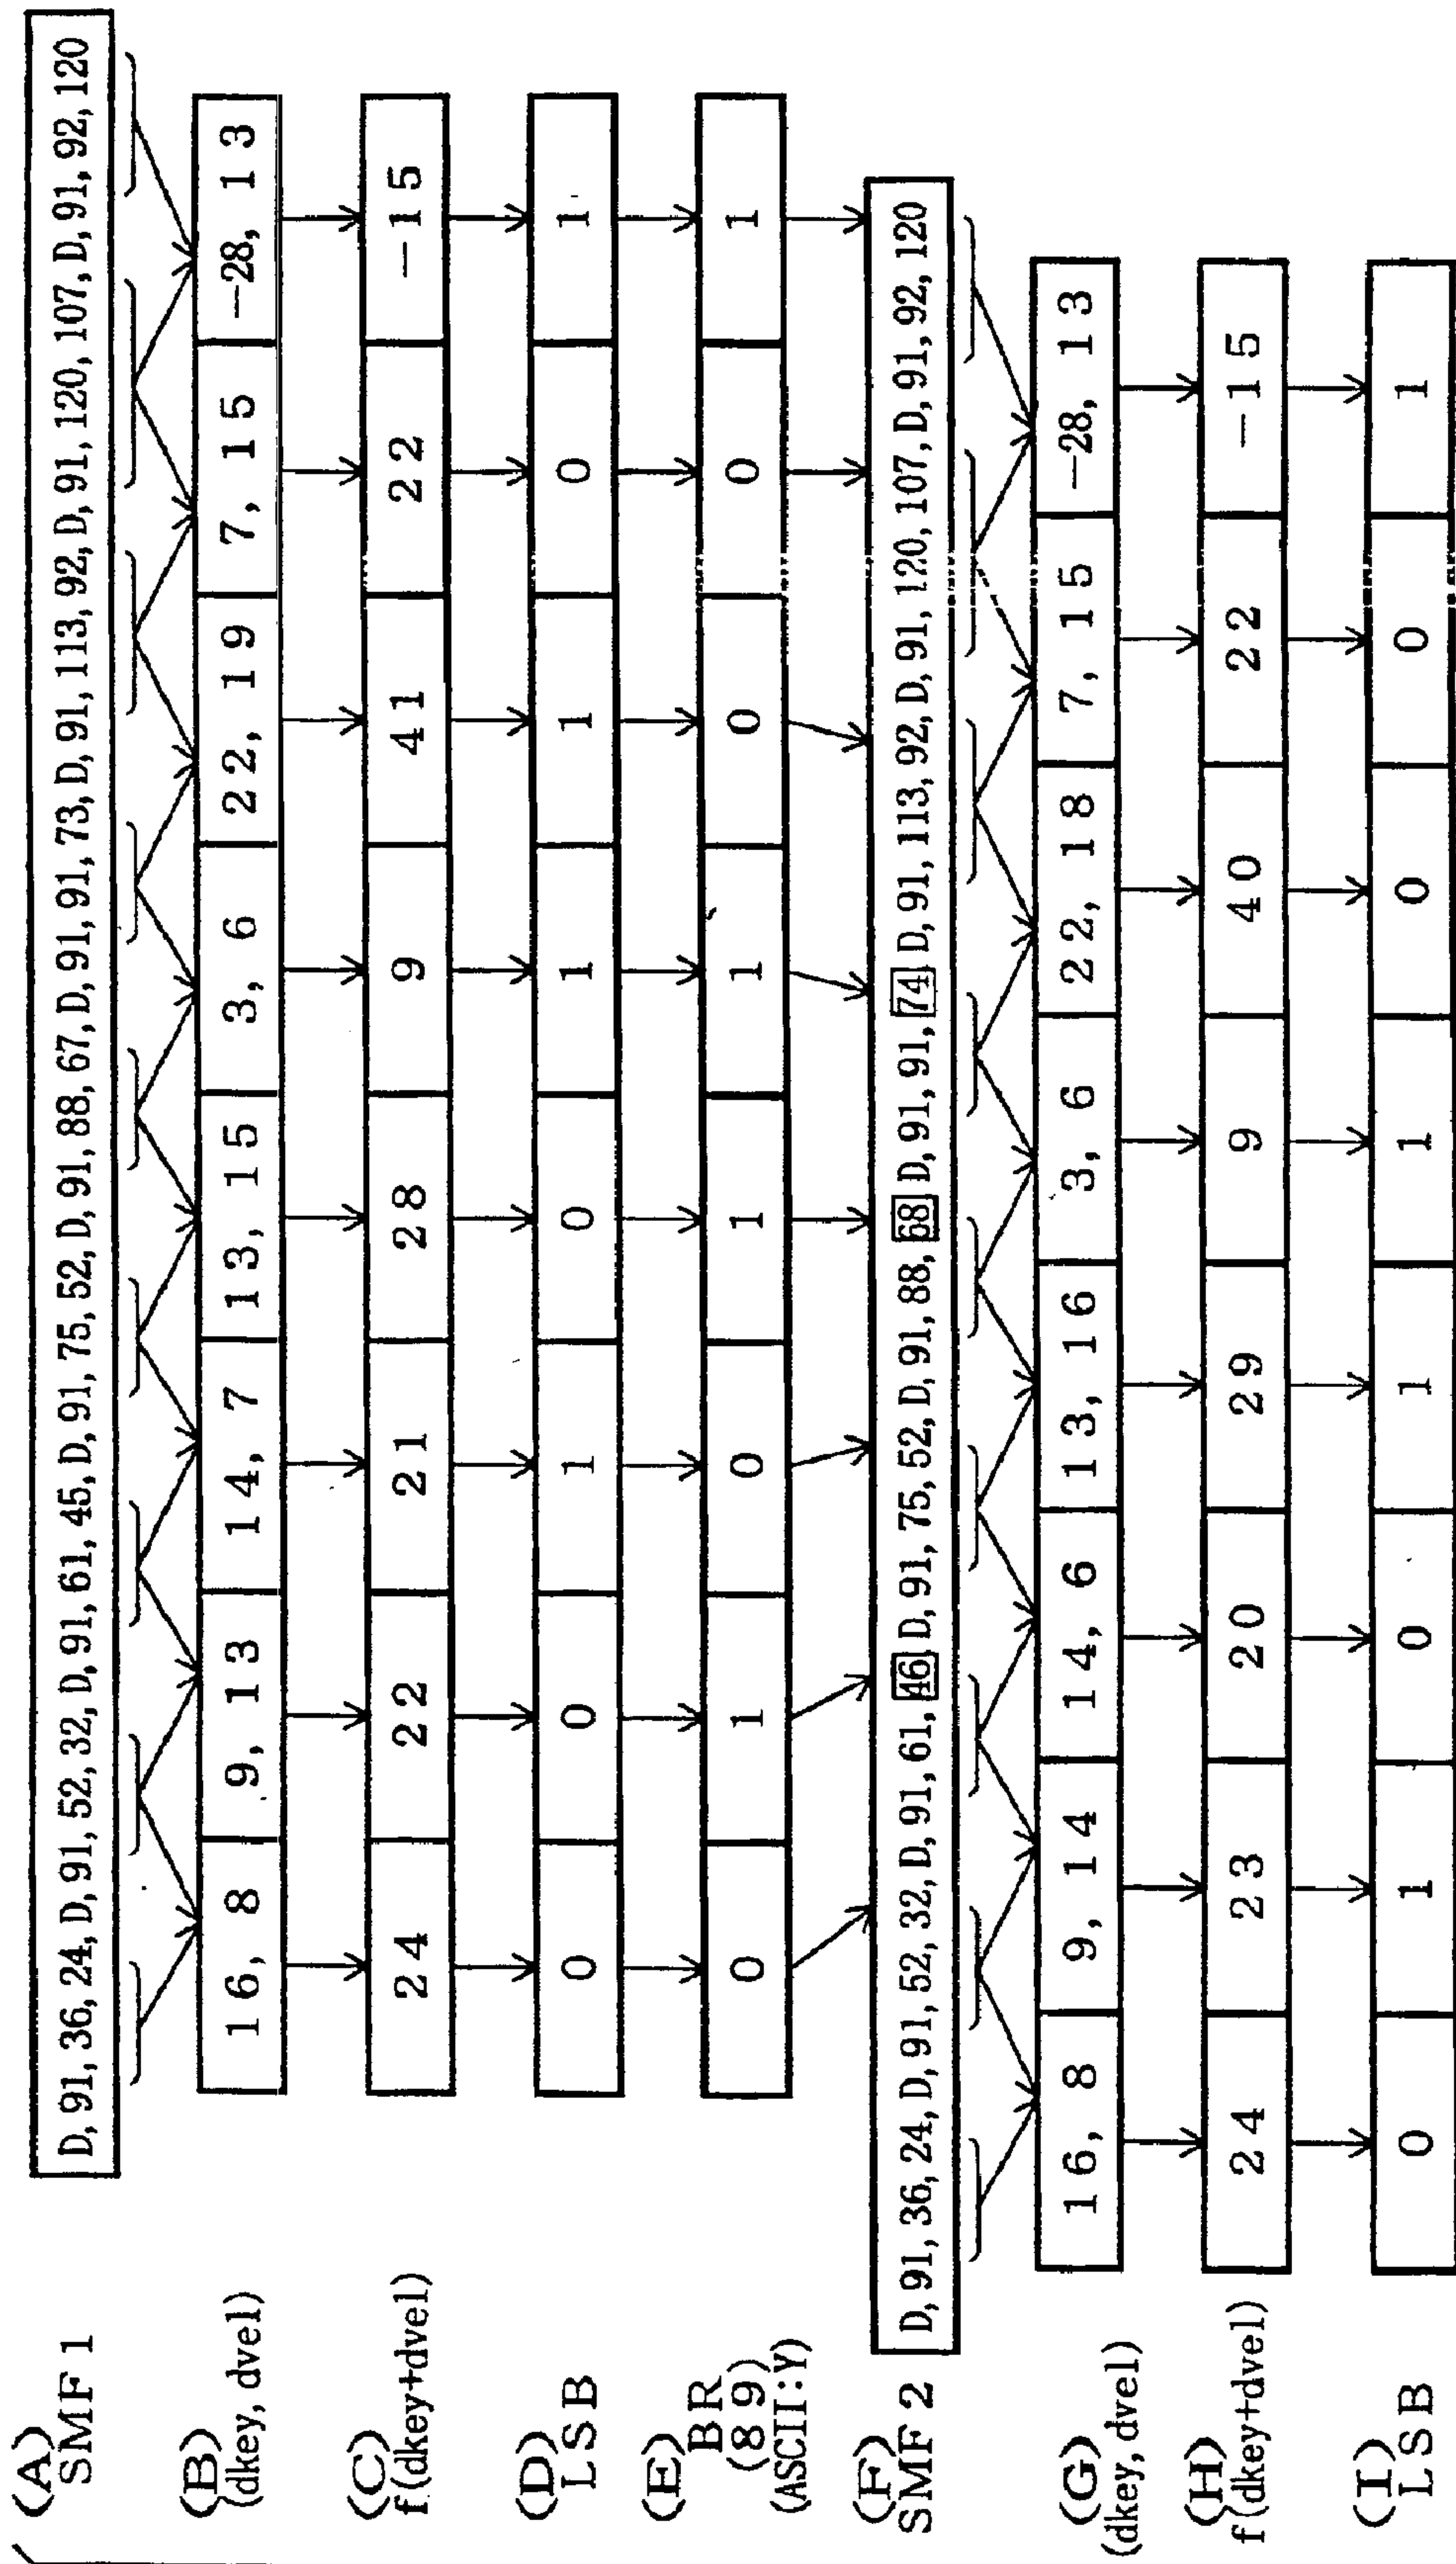 (A)
SMF 1
D, 91, 36, 24, D, 91, 52, 32, D, 91, 61, 45, D, 91, 75, 52, D, 91, 88, 67, D, 91, 91, 73, D, 91, 113, 92, D, 91, 120, 107, D, 91, 92, 120
(B)
(dkey, dvel)
16, 8 9, 13 14, 7 13, 15 3, 6 22, 19 7, 15 -28, 13
(C)
f(dkey+dvel)
24 22 21 28 9 41 22 -15
(D)
LSB
0 0 1 0 1 1 0 1
(E)
BR
(89)
(ASCII:Y)
0 1 0 1 1 0 0 1
(F)
SMF 2
D, 91, 36, 24, D, 91, 52, 32, D, 91, 61, 46, D, 91, 75, 52, D, 91, 88, 68, D, 91, 91, 74, D, 91, 113, 92, D, 91, 120, 107, D, 91, 92, 120
(G)
(dkey, dvel)
16, 8 9, 14 14, 6 13, 16 3, 6 22, 18 7, 15 -28, 13
(H)
f(dkey+dvel)
24 23 20 29 9 40 22 -15
(I)
LSB
0 1 0 1 1 0 0 1